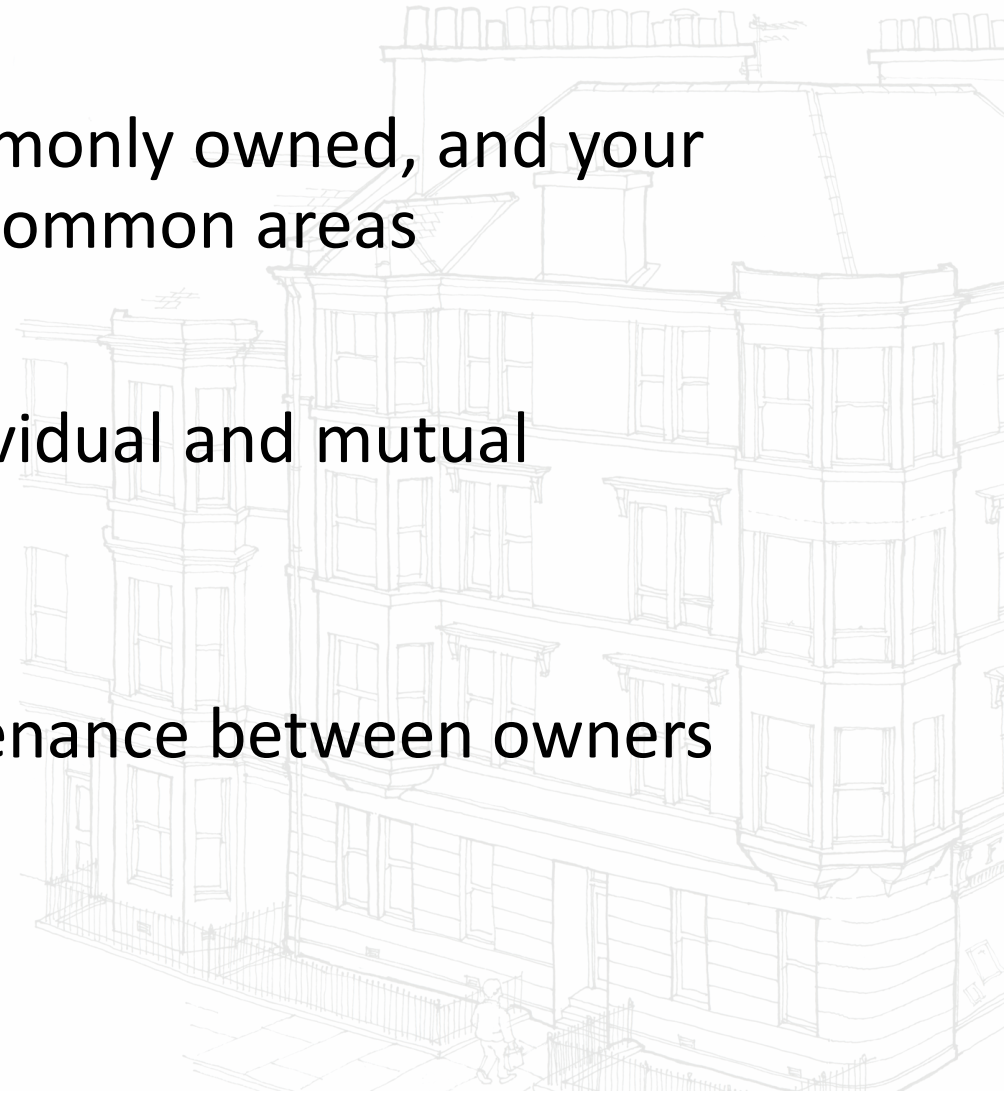 monly owned, and your
ommon areas
vidual and mutual
enance between owners